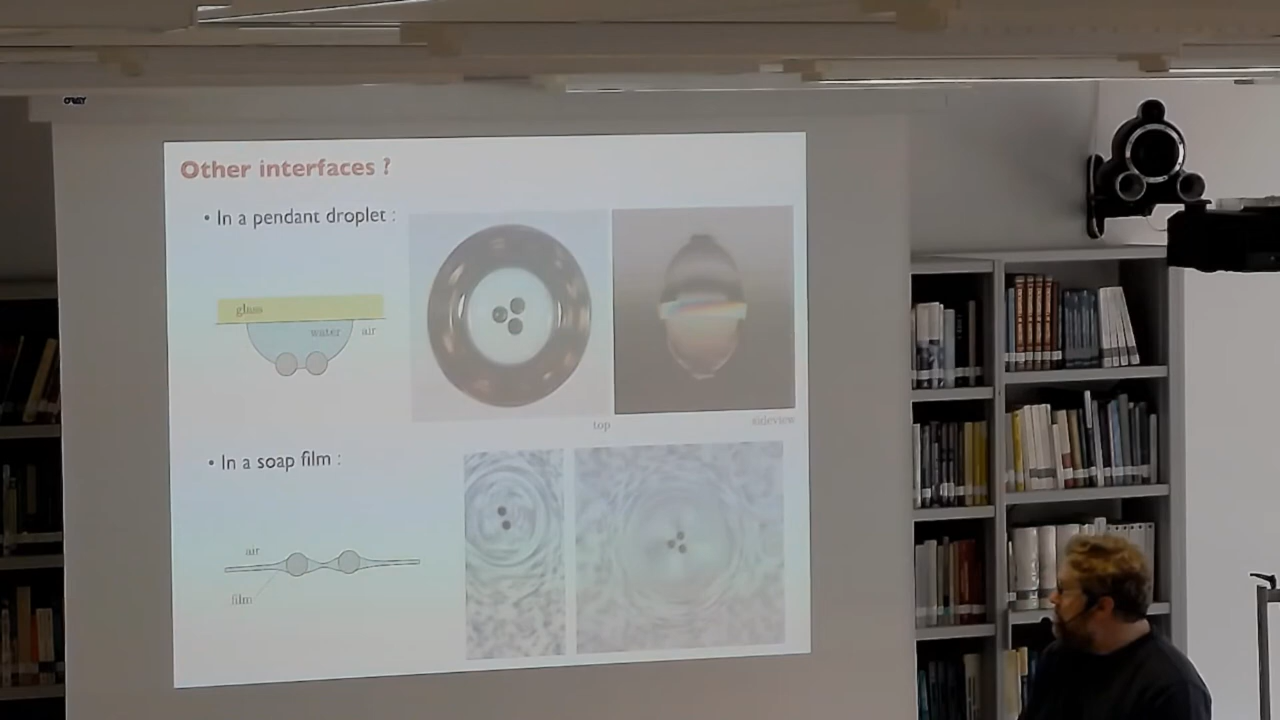 Other interfaces ?
• In a pendant droplet :
glass
water
air
top
sideview
• In a soap film :
air
film